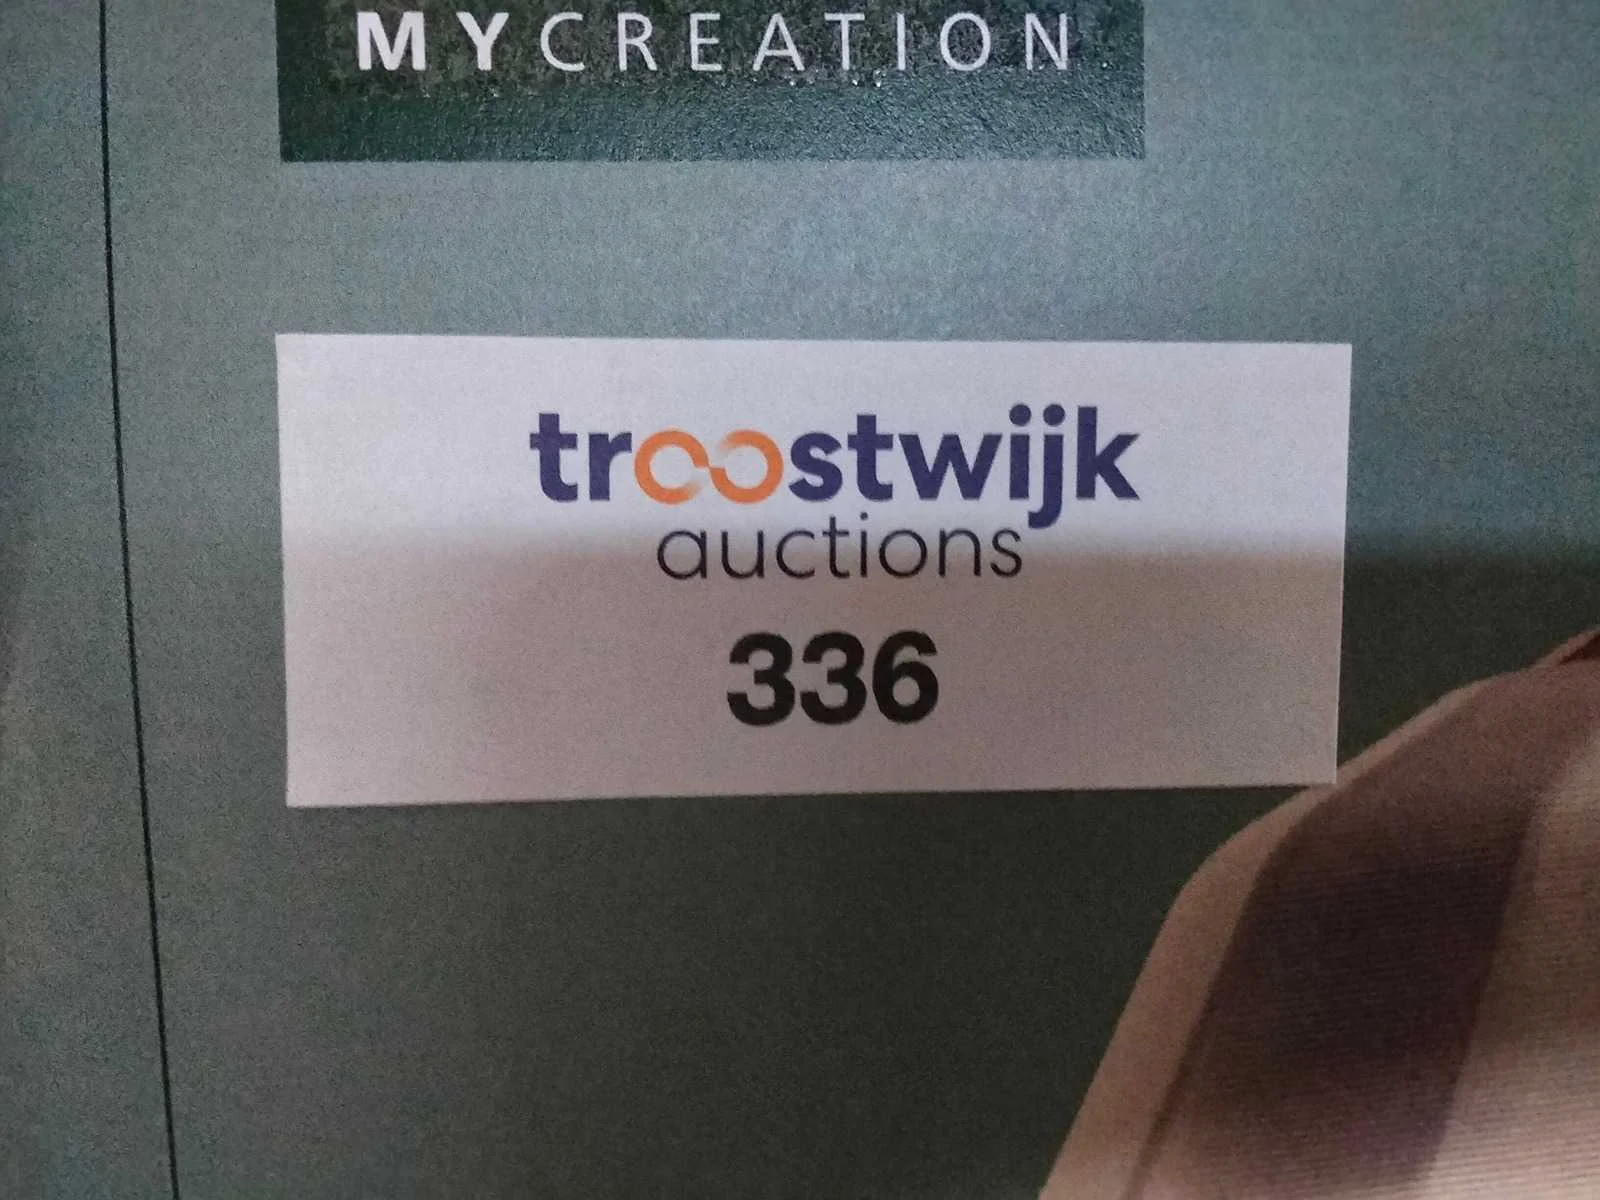 MYCREATION
troostwijk
auctions
336